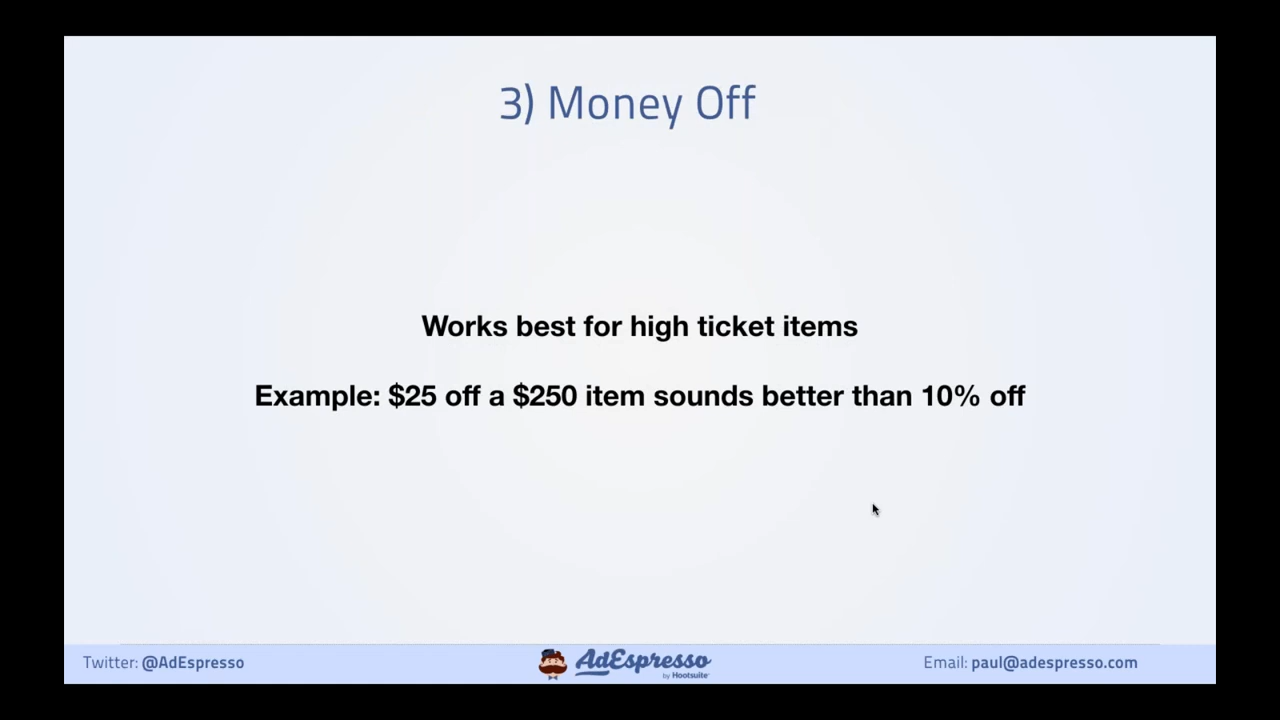 3) Money Off
Works best for high ticket items
Example: $25 off a $250 item sounds better than 10% off
Twitter: @AdEspresso
AdEspresso
by Hootsuite
Email: paul@adespresso.com